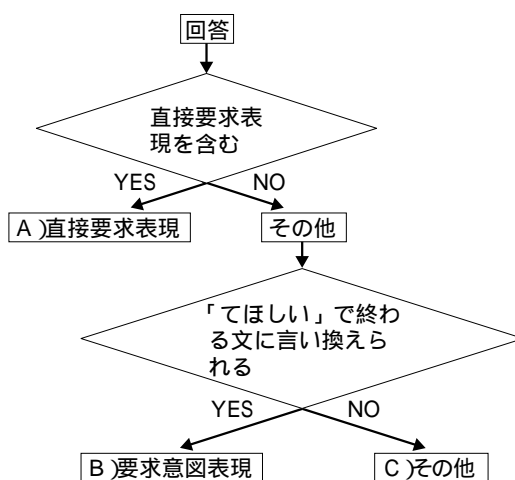 回答
直接要求表
現を含む
YES
NO
A)直接要求表現
その他
「てほしい」で終わ
る文に言い換えら
れる
YES
NO
B)要求意図表現
C)その他